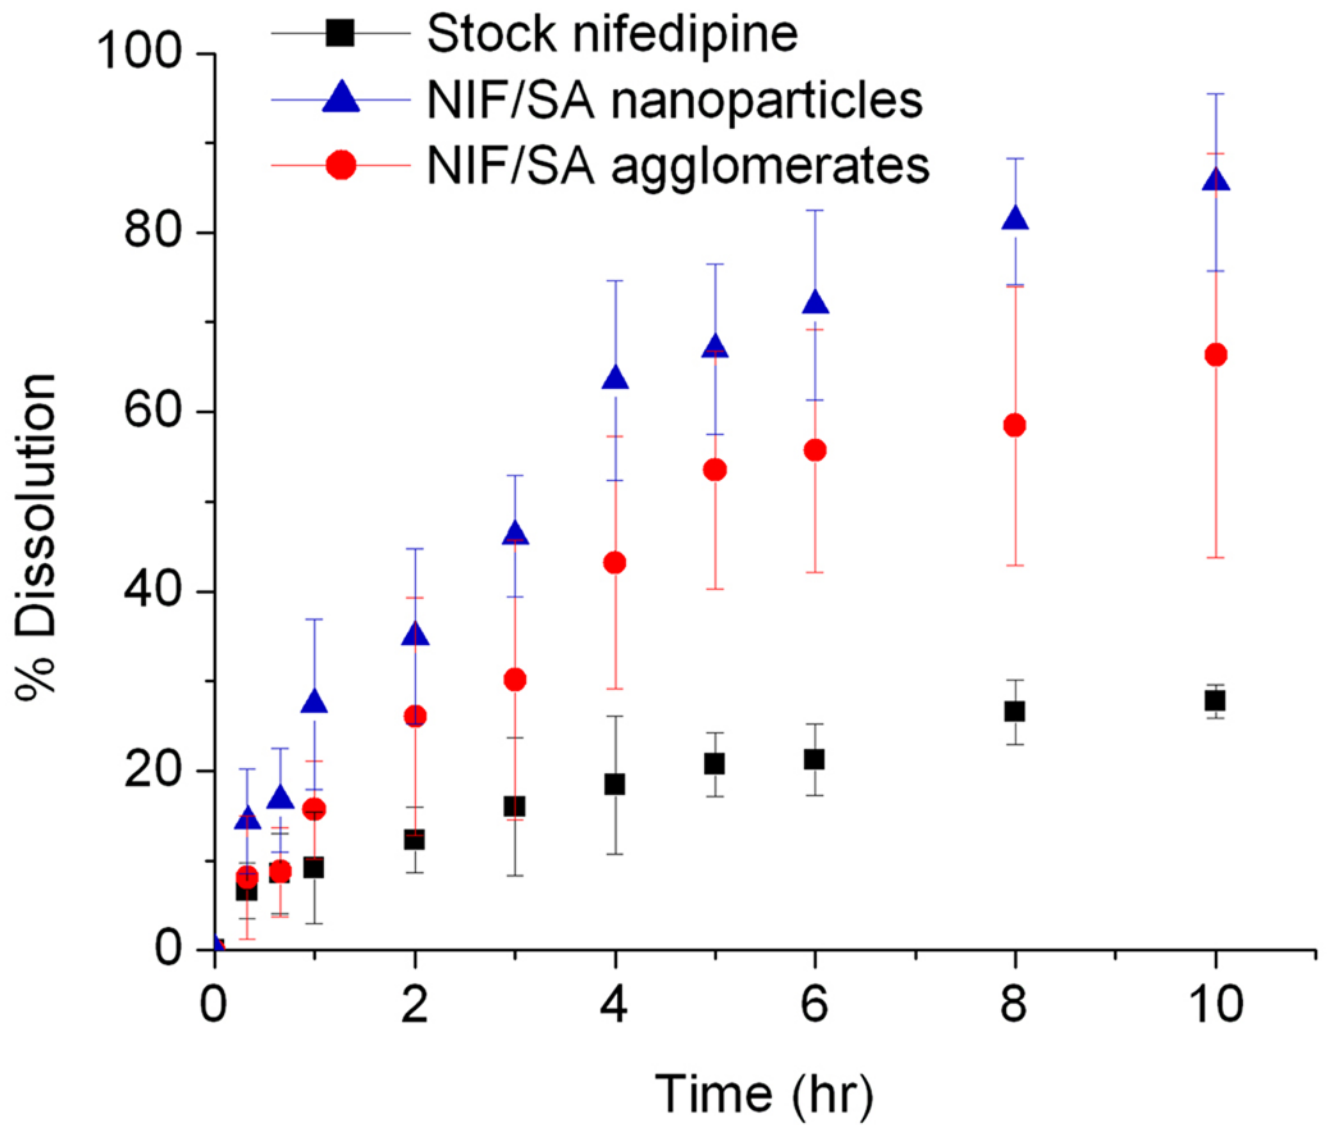 Stock nifedipine
NIF/SA nanoparticles
NIF/SA agglomerates
100
80
60
40
20
0
% Dissolution
0 2 4 6 8 10
Time (hr)